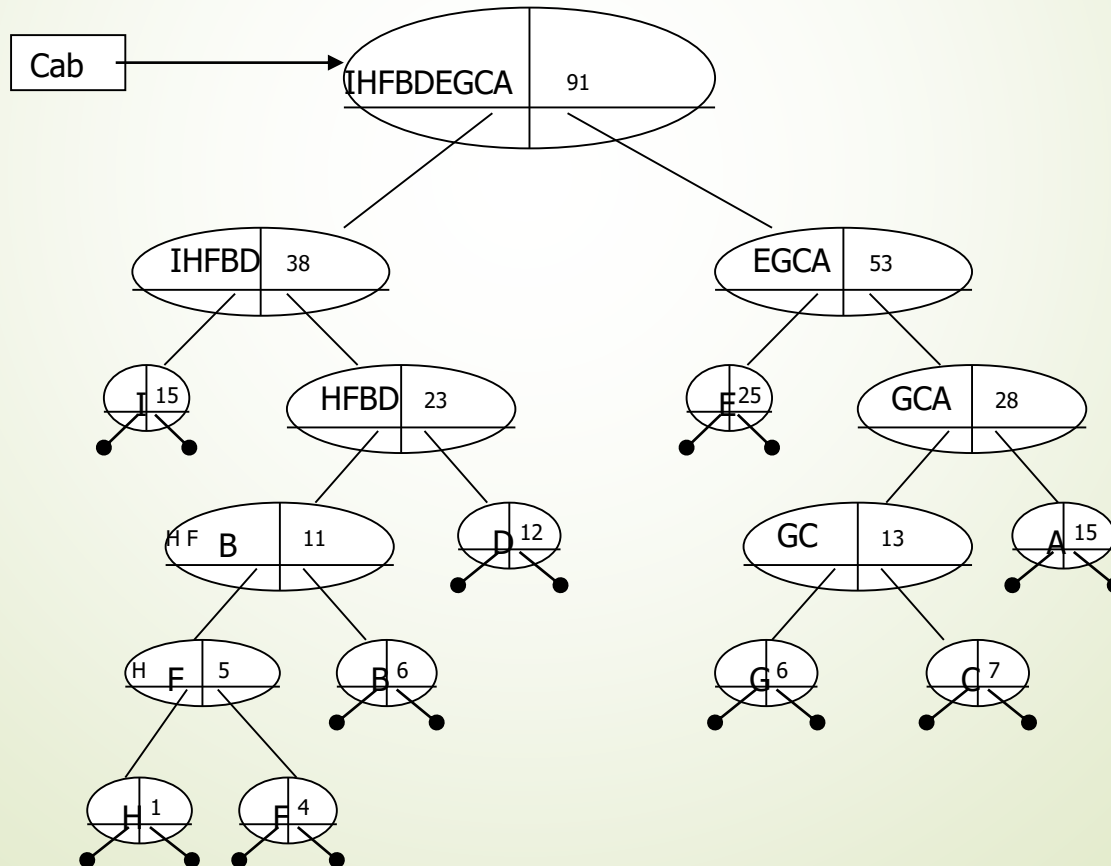 Cab
IHFBDEGCA 91
IHFBD 38
EGCA 53
I 15
HFBD 23
E 25
GCA 28
H F B 11
D 12
GC 13
A 15
H F 5
B 6
G 6
C 7
H 1
F 4